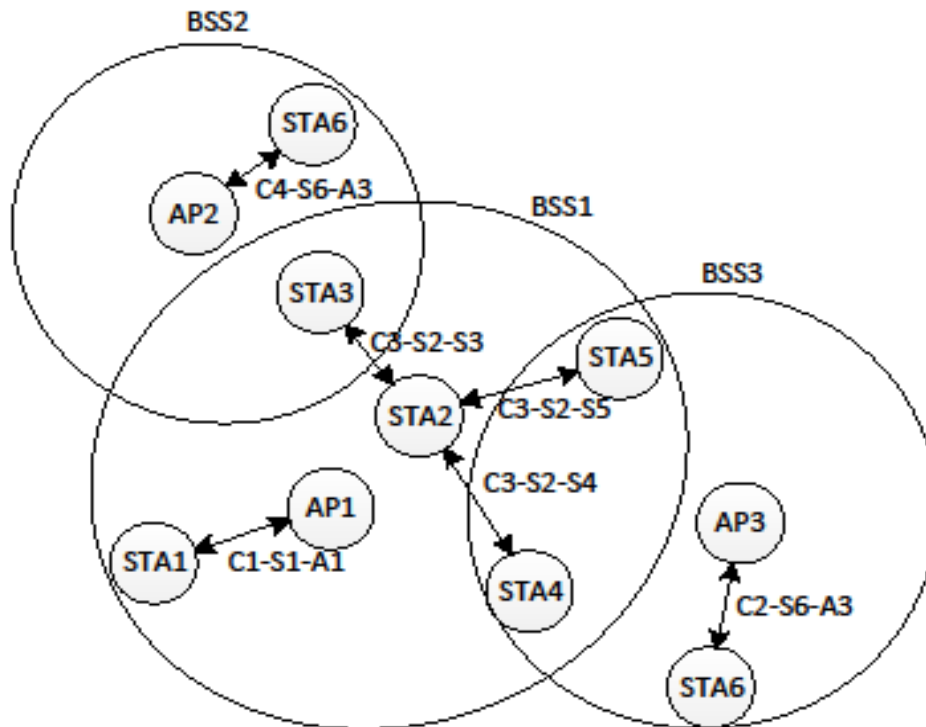 BSS2
STA6
C4-S6-A3
AP2
BSS1
BSS3
STA3
C3-S2-S3
STA5
STA2
C3-S2-S5
C3-S2-S4
AP1
AP3
STA1
C1-S1-A1
STA4
C2-S6-A3
STA6